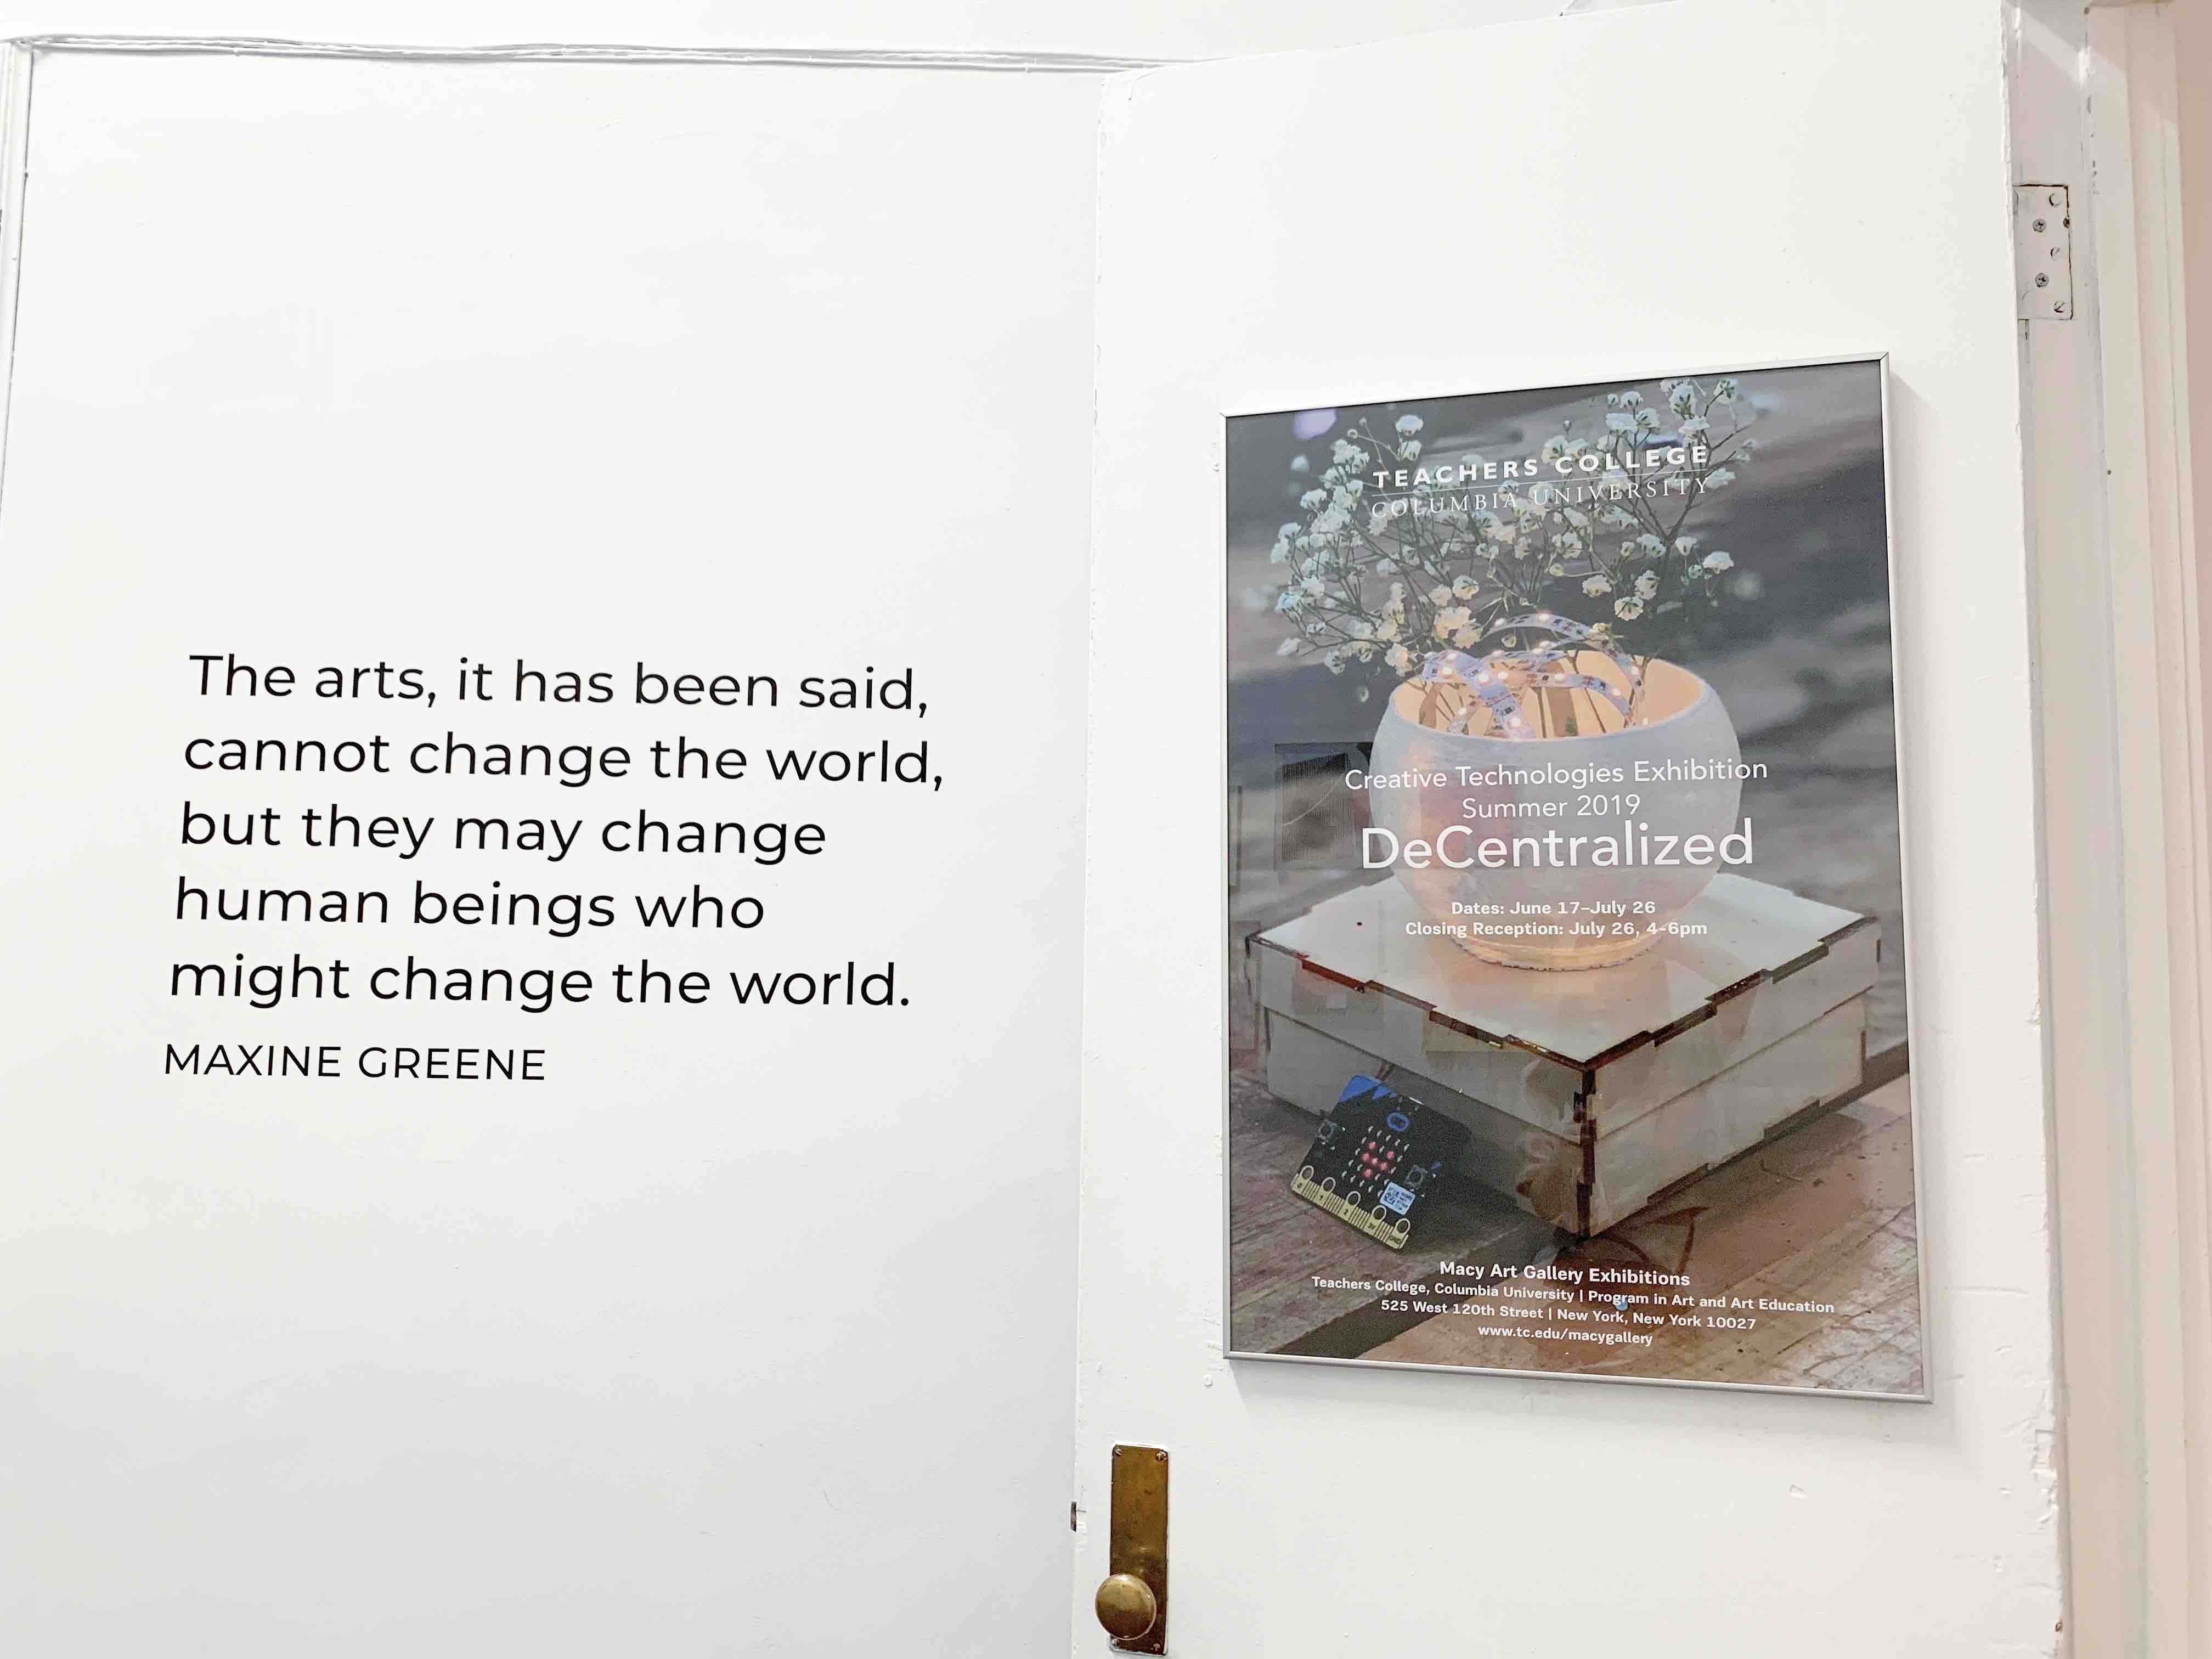 The arts, it has been said,
cannot change the world,
but they may change
human beings who
might change the world.
MAXINE GREENE
TEACHERS COLLEGE
COLUMBIA UNIVERSITY
Creative Technologies Exhibition
Summer 2019
DeCentralized
Dates: June 17–July 26
Closing Reception: July 26, 4-6pm
Macy Art Gallery Exhibitions
Teachers College, Columbia University | Program in Art and Art Education
525 West 120th Street | New York, New York 10027
www.tc.edu/macygallery